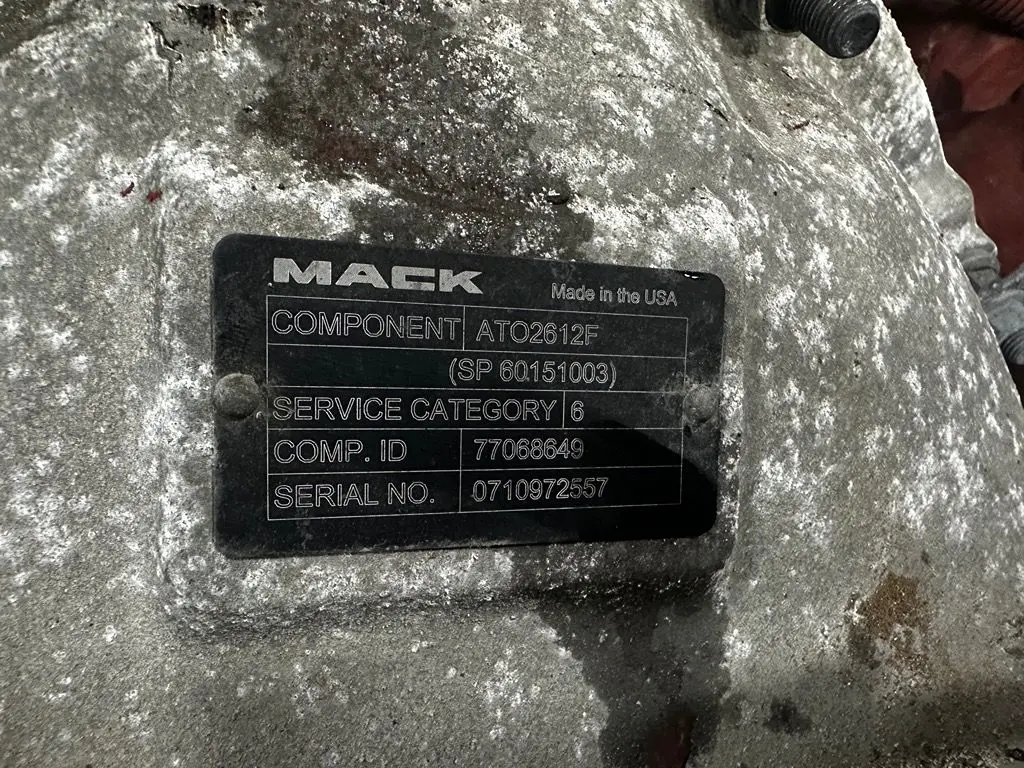 MACK
Made in the USA
COMPONENT ATO2612F
(SP 60151003)
SERVICE CATEGORY 6
COMP. ID 77068649
SERIAL NO. 0710972557